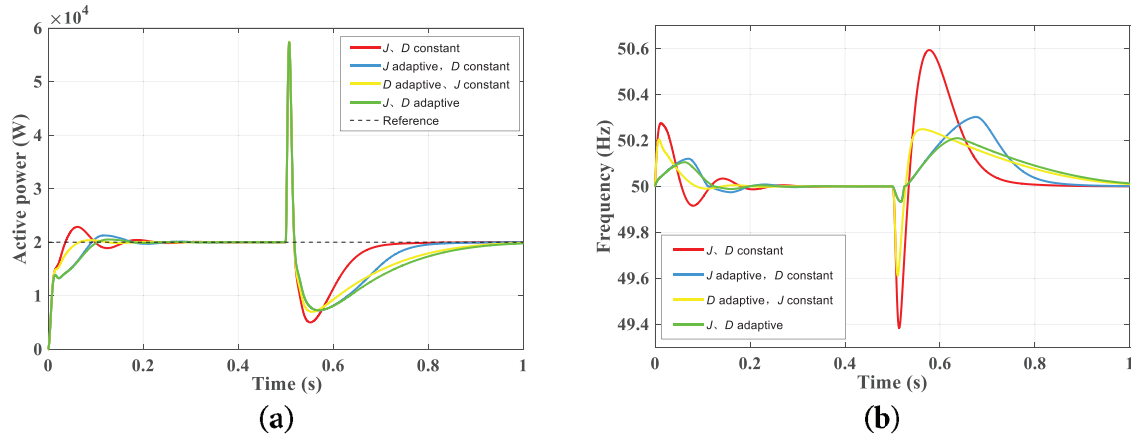 ×10⁴
6
5
4
3
2
1
0
0
0.2
0.4
0.6
0.8
1
Active power (W)
Time (s)
J、D constant
J adaptive，D constant
D adaptive、J constant
J、D adaptive
Reference
(a)
50.6
50.4
50.2
50
49.8
49.6
49.4
0
0.2
0.4
0.6
0.8
1
Frequency (Hz)
Time (s)
J、D constant
J adaptive，D constant
D adaptive，J constant
J、D adaptive
(b)